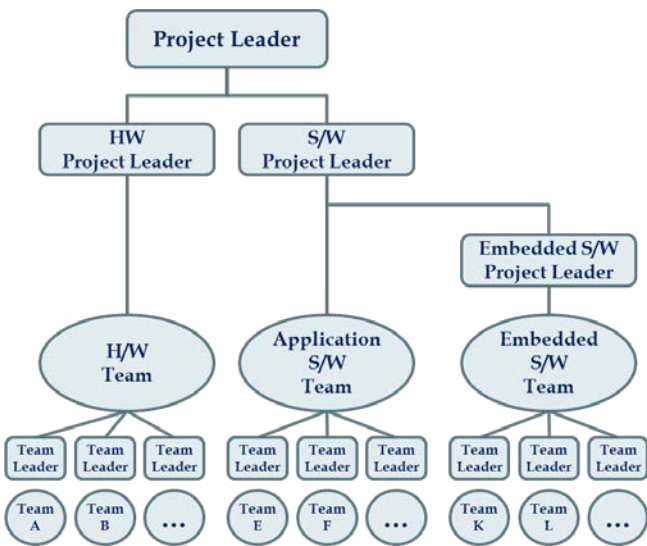 Project Leader
HW
Project Leader
S/W
Project Leader
Embedded S/W
Project Leader
H/W
Team
Application
S/W
Team
Embedded
S/W
Team
Team
Leader
Team
Leader
Team
Leader
Team
Leader
Team
Leader
Team
Leader
Team
Leader
Team
Leader
Team
Leader
Team
A
Team
B
...
Team
E
Team
F
...
Team
K
Team
L
...